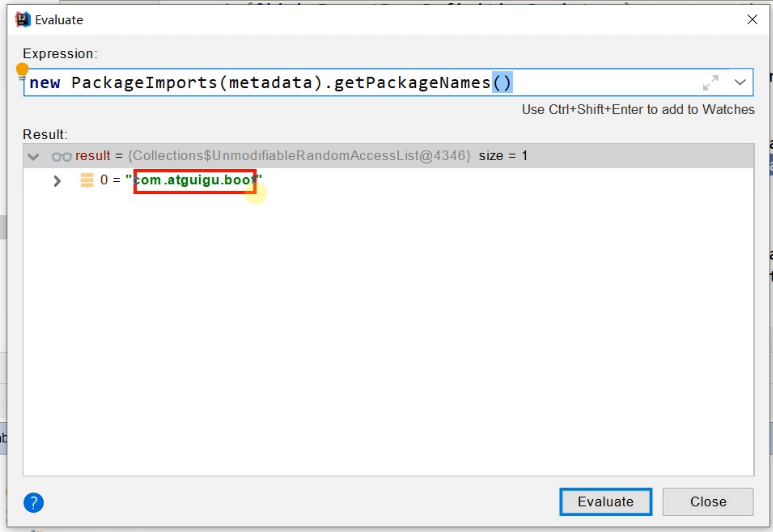 Evaluate
Expression:
new PackageImports(metadata).getPackageNames()
Use Ctrl+Shift+Enter to add to Watches
Result:
result = {Collections$UnmodifiableRandomAccessList@4346} size = 1
0 = "com.atguigu.boot"
?
Evaluate
Close